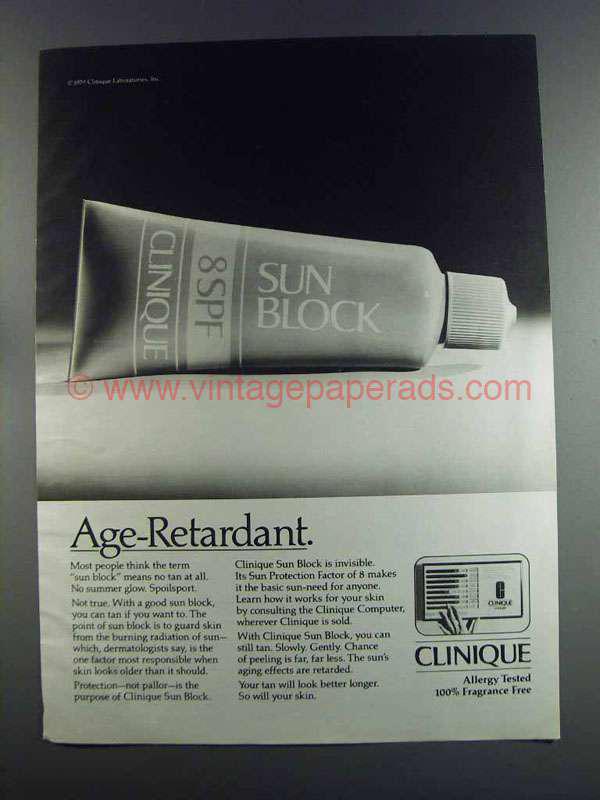 © 1979 Clinique Laboratories, Inc.
CLINIQUE
8 SPF
SUN
BLOCK
© www.vintagepaperads.com
Age-Retardant.
Most people think the term
"sun block" means no tan at all.
No summer glow. Spoilsport.
Not true. With a good sun block,
you can tan if you want to. The
point of sun block is to guard skin
from the burning radiation of sun—
which, dermatologists say, is the
one factor most responsible when
skin looks older than it should.
Protection—not pallor—is the
purpose of Clinique Sun Block.
Clinique Sun Block is invisible.
Its Sun Protection Factor of 8 makes
it the basic sun-need for anyone.
Learn how it works for your skin
by consulting the Clinique Computer,
wherever Clinique is sold.
With Clinique Sun Block, you can
still tan. Slowly. Gently. Chance
of peeling is far, far less. The sun's
aging effects are retarded.
Your tan will look better longer.
So will your skin.
C
CLINIQUE
CLINIQUE
Allergy Tested
100% Fragrance Free